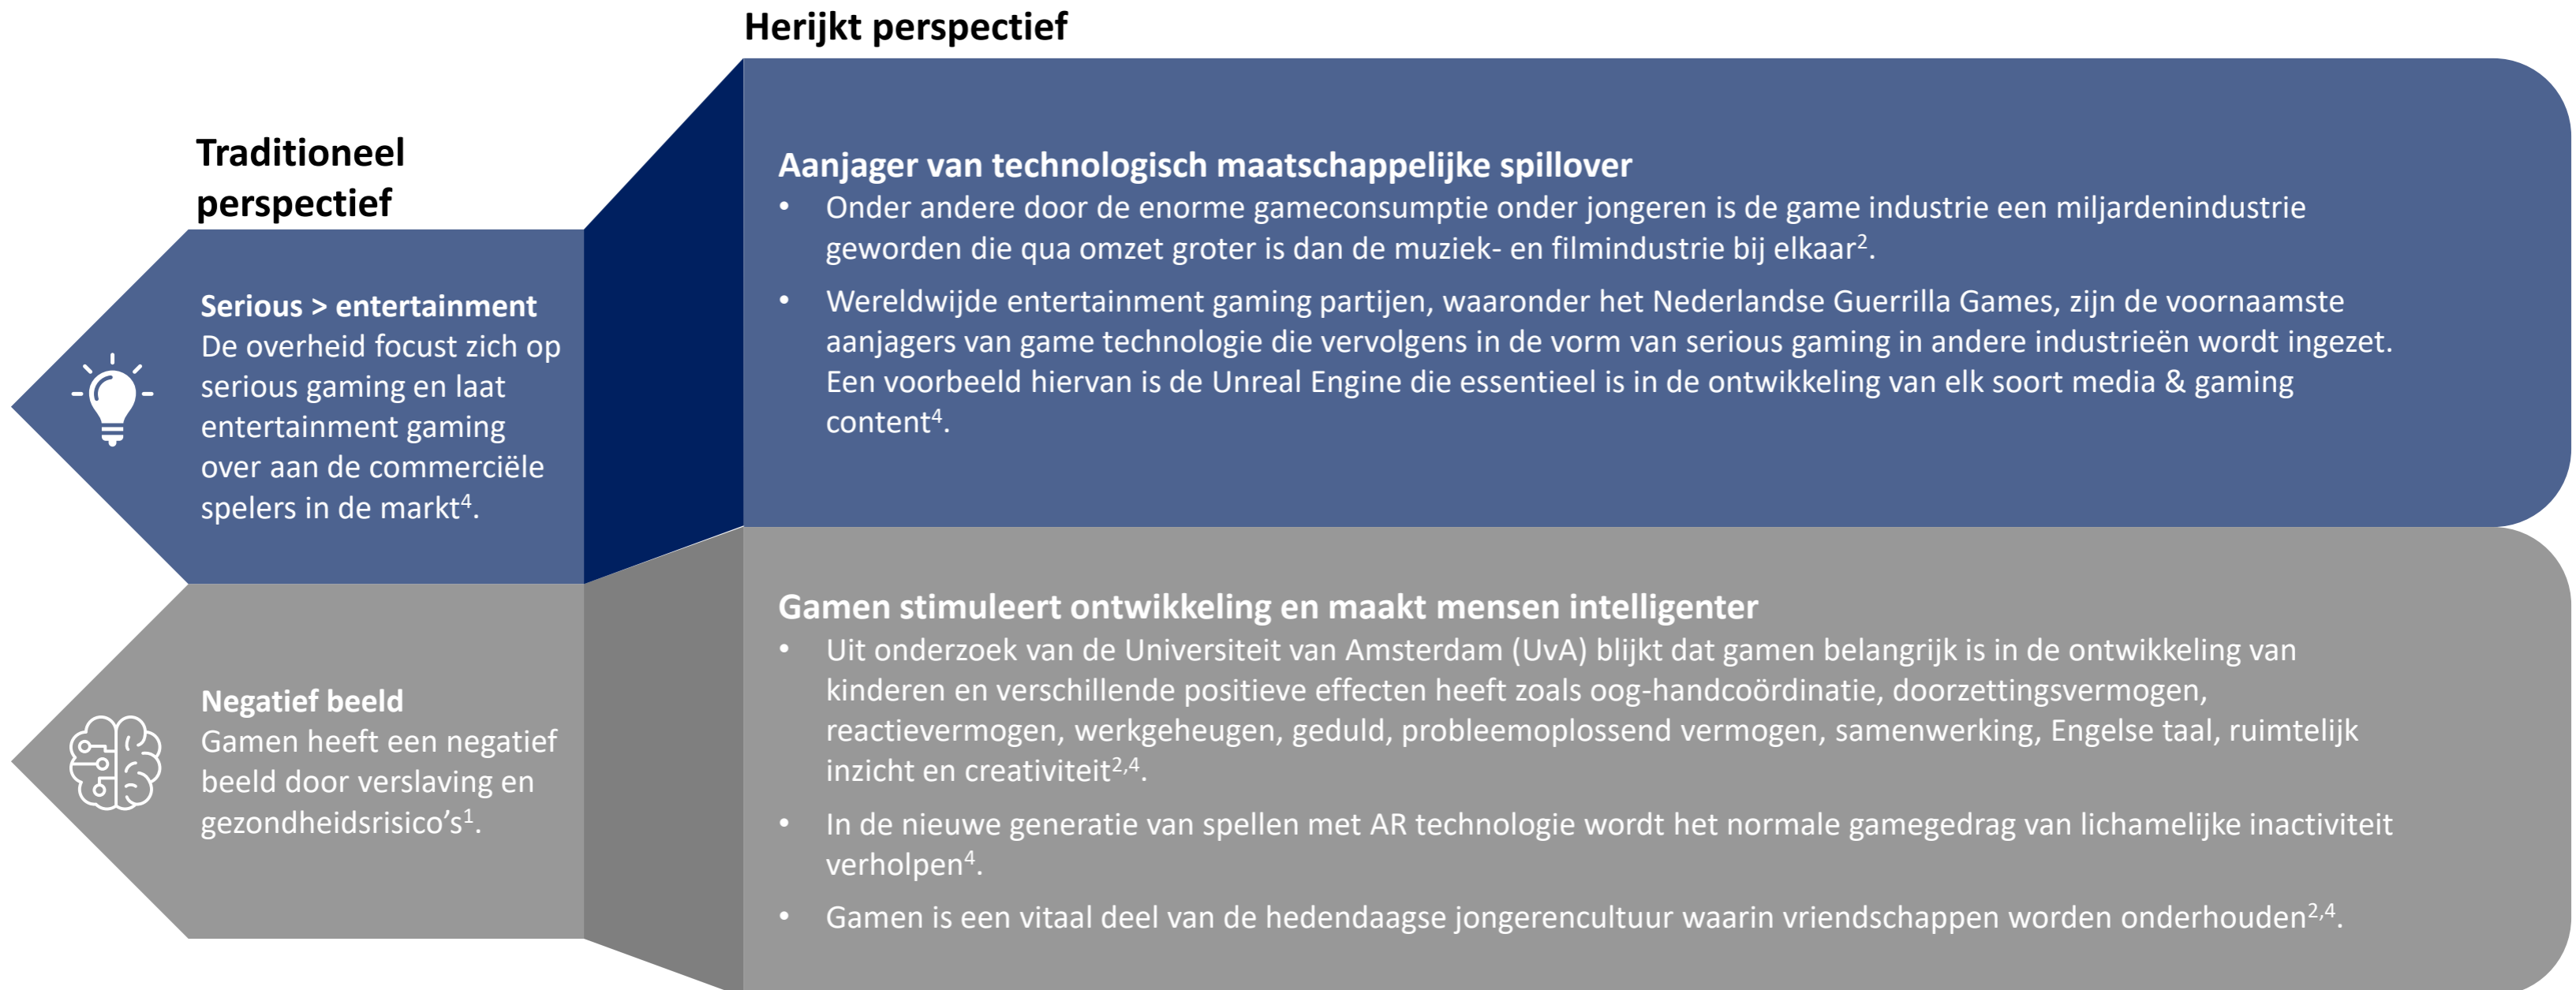 Herijkt perspectief
Traditioneel
perspectief
Serious > entertainment
De overheid focust zich op
serious gaming en laat
entertainment gaming
over aan de commerciële
spelers in de markt⁴.
Aanjager van technologisch maatschappelijke spillover
• Onder andere door de enorme gameconsumptie onder jongeren is de game industrie een miljardenindustrie
geworden die qua omzet groter is dan de muziek- en filmindustrie bij elkaar².
• Wereldwijde entertainment gaming partijen, waaronder het Nederlandse Guerrilla Games, zijn de voornaamste
aanjagers van game technologie die vervolgens in de vorm van serious gaming in andere industrieën wordt ingezet.
Een voorbeeld hiervan is de Unreal Engine die essentieel is in de ontwikkeling van elk soort media & gaming
content⁴.
Negatief beeld
Gamen heeft een negatief
beeld door verslaving en
gezondheidsrisico’s¹.
Gamen stimuleert ontwikkeling en maakt mensen intelligenter
• Uit onderzoek van de Universiteit van Amsterdam (UvA) blijkt dat gamen belangrijk is in de ontwikkeling van
kinderen en verschillende positieve effecten heeft zoals oog-handcoördinatie, doorzettingsvermogen,
reactievermogen, werkgeheugen, geduld, probleemoplossend vermogen, samenwerking, Engelse taal, ruimtelijk
inzicht en creativiteit²,⁴.
• In de nieuwe generatie van spellen met AR technologie wordt het normale gamegedrag van lichamelijke inactiviteit
verholpen⁴.
• Gamen is een vitaal deel van de hedendaagse jongerencultuur waarin vriendschappen worden onderhouden²,⁴.